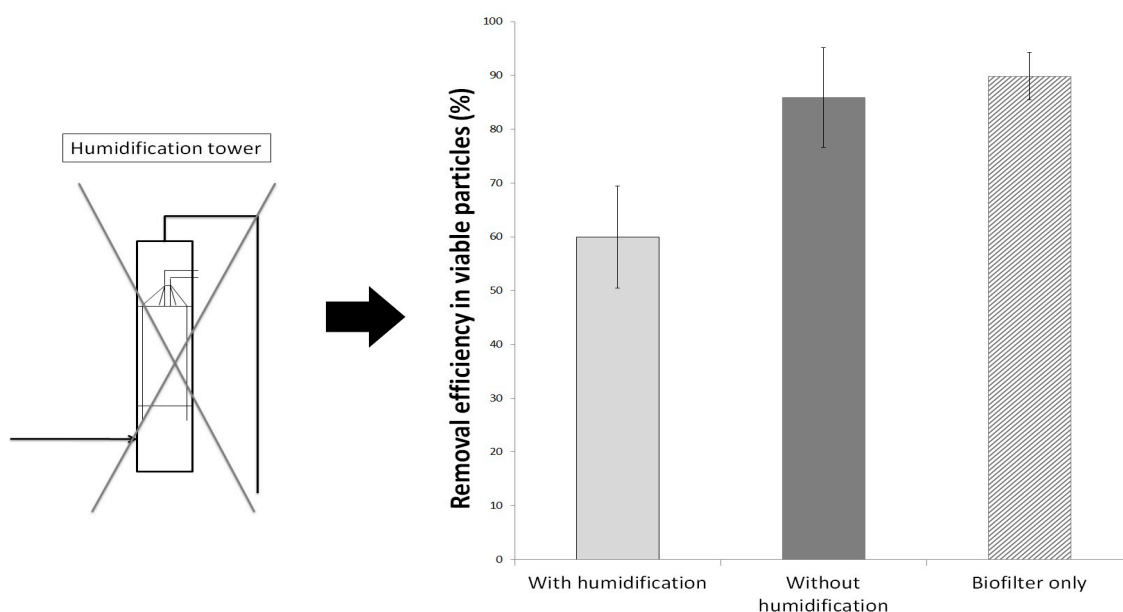 Humidification tower
Removal efficiency in viable particles (%)
100
90
80
70
60
50
40
30
20
10
0
With humidification
Without
humidification
Biofilter only